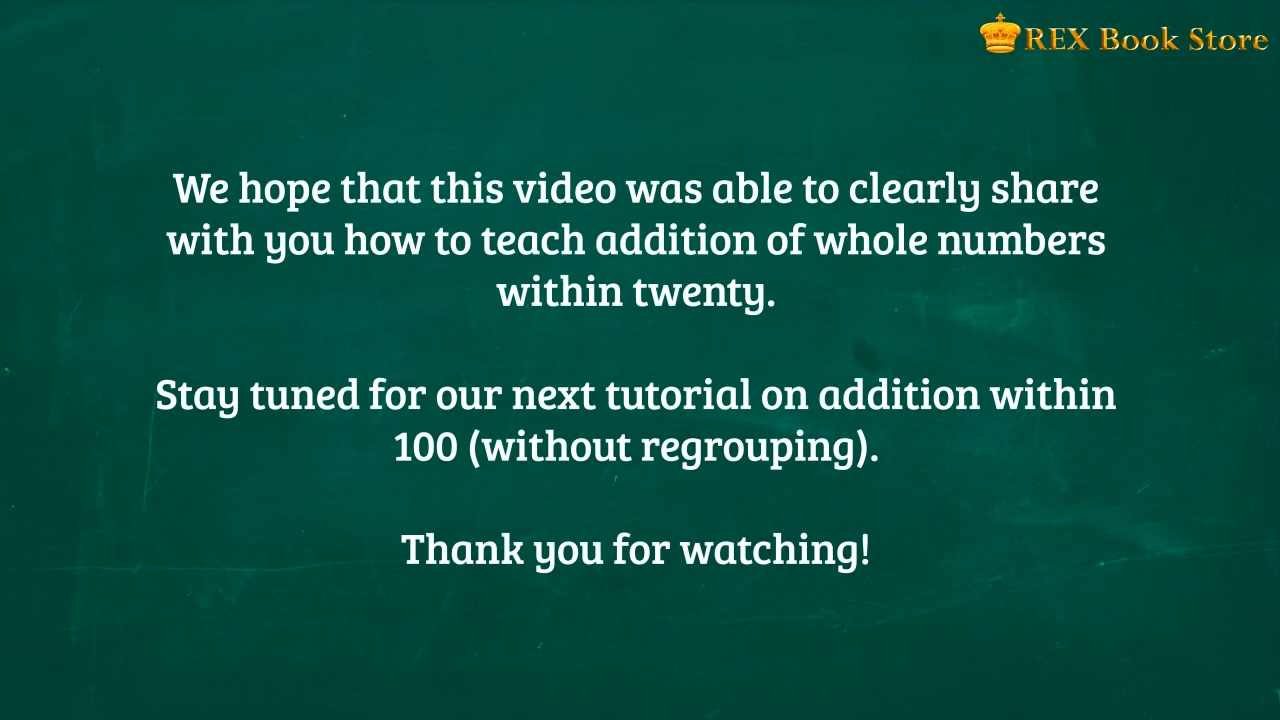 REX Book Store
We hope that this video was able to clearly share
with you how to teach addition of whole numbers
within twenty.
Stay tuned for our next tutorial on addition within
100 (without regrouping).
Thank you for watching!